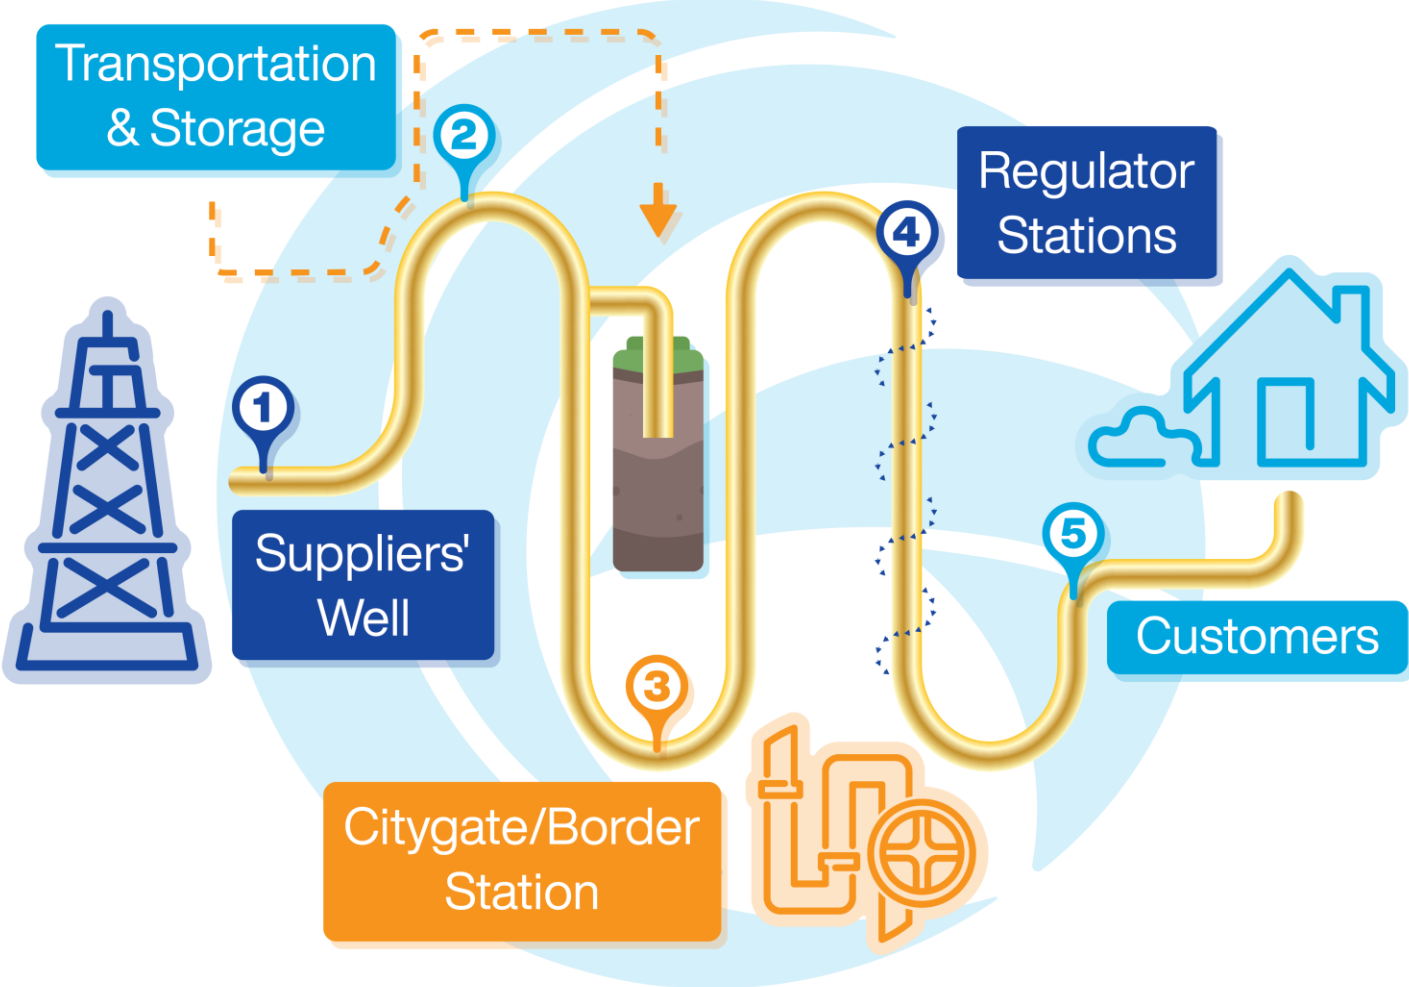 Transportation
& Storage
2
Regulator
Stations
4
1
Suppliers'
Well
5
Customers
3
Citygate/Border
Station